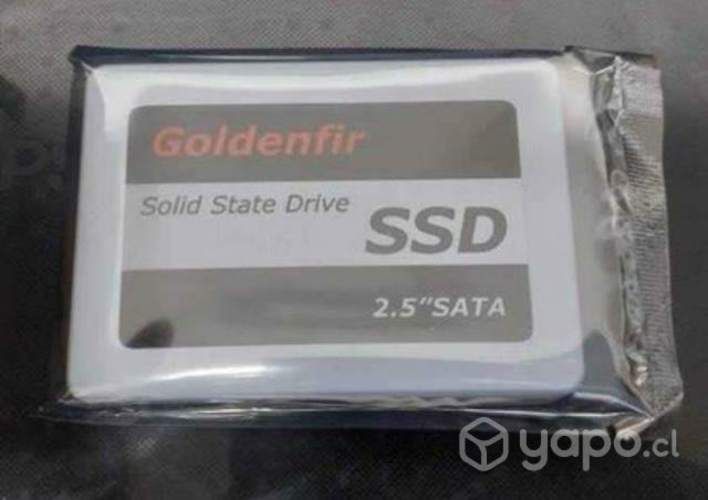 Goldenfir
Solid State Drive
SSD
2.5"SATA
yapo.cl